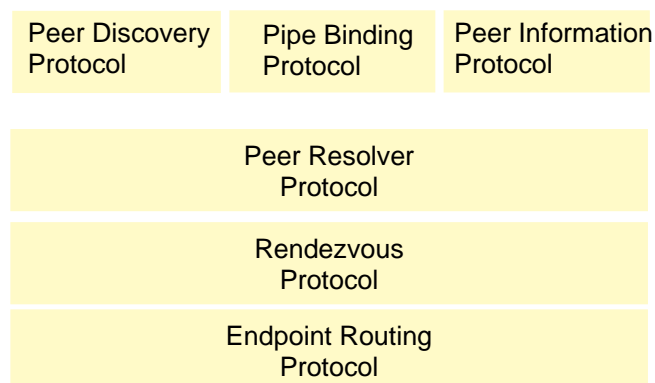 Peer Discovery
Protocol
Pipe Binding
Protocol
Peer Information
Protocol
Peer Resolver
Protocol
Rendezvous
Protocol
Endpoint Routing
Protocol